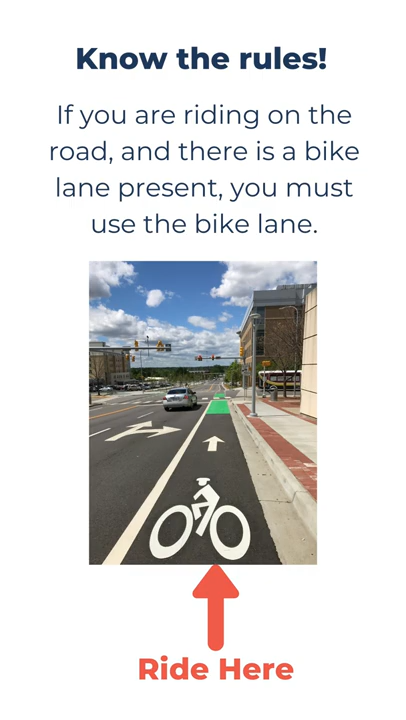 Know the rules!
If you are riding on the
road, and there is a bike
lane present, you must
use the bike lane.
Ride Here